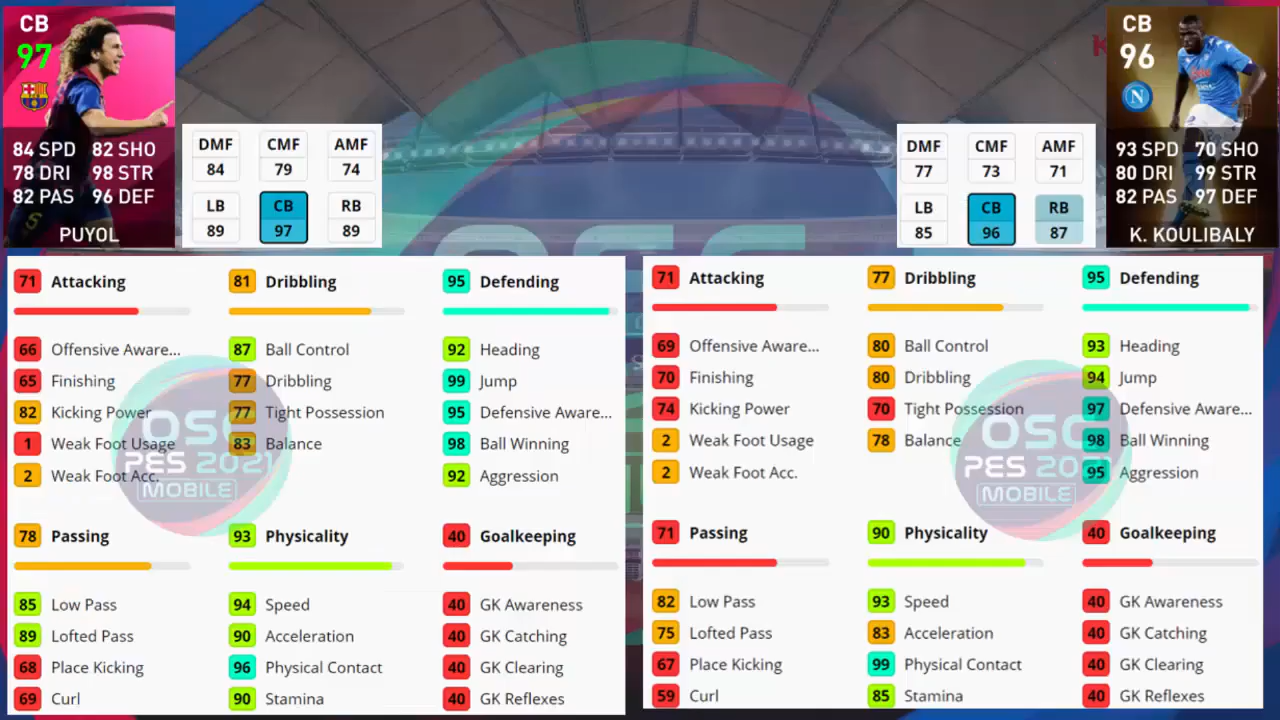 CB
97
84 SPD 82 SHO
78 DRI 98 STR
82 PAS 96 DEF
PUYOL
DMF CMF AMF
84 79 74
LB CB RB
89 97 89
DMF CMF AMF
77 73 71
LB CB RB
85 96 87
CB
96
N
93 SPD 70 SHO
80 DRI 99 STR
82 PAS 97 DEF
K. KOULIBALY
71 Attacking 81 Dribbling 95 Defending
66 Offensive Aware... 87 Ball Control 92 Heading
65 Finishing 77 Dribbling 99 Jump
82 Kicking Power 77 Tight Possession 95 Defensive Aware...
1 Weak Foot Usage 83 Balance 98 Ball Winning
2 Weak Foot Acc. 92 Aggression
78 Passing 93 Physicality 40 Goalkeeping
85 Low Pass 94 Speed 40 GK Awareness
89 Lofted Pass 90 Acceleration 40 GK Catching
68 Place Kicking 96 Physical Contact 40 GK Clearing
69 Curl 90 Stamina 40 GK Reflexes
OSC
PES 2021
MOBILE
71 Attacking 77 Dribbling 95 Defending
69 Offensive Aware... 80 Ball Control 93 Heading
70 Finishing 80 Dribbling 94 Jump
74 Kicking Power 70 Tight Possession 97 Defensive Aware...
2 Weak Foot Usage 78 Balance 98 Ball Winning
2 Weak Foot Acc. 95 Aggression
71 Passing 90 Physicality 40 Goalkeeping
82 Low Pass 93 Speed 40 GK Awareness
75 Lofted Pass 83 Acceleration 40 GK Catching
67 Place Kicking 99 Physical Contact 40 GK Clearing
59 Curl 85 Stamina 40 GK Reflexes
OSC
PES 2021
MOBILE